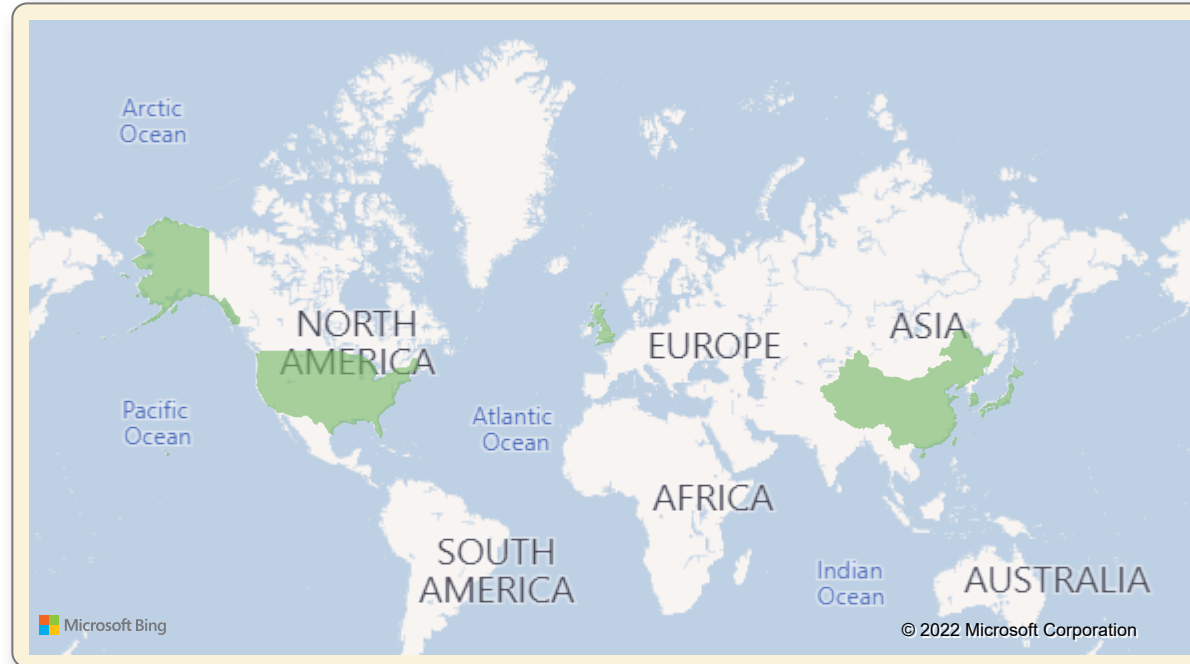 Arctic
Ocean
NORTH
AMERICA
EUROPE
ASIA
Pacific
Ocean
Atlantic
Ocean
AFRICA
SOUTH
AMERICA
Indian
Ocean
AUSTRALIA
Microsoft Bing
© 2022 Microsoft Corporation